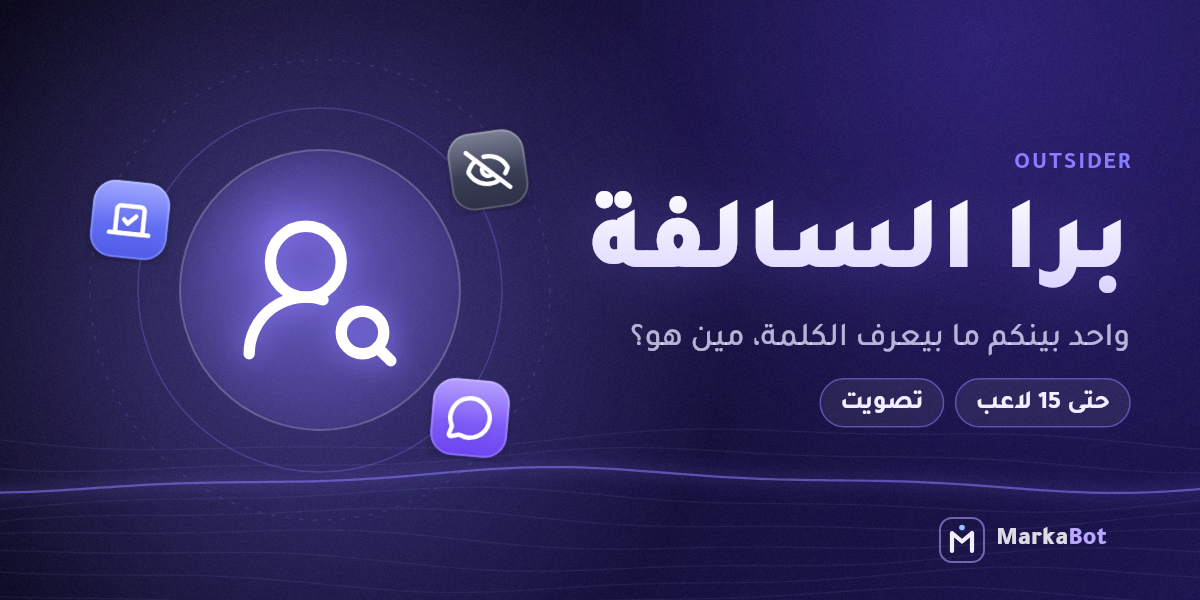 OUTSIDER
برا السالفة
واحد بينكم ما بيعرف الكلمة، مين هو؟
حتى 15 لاعب
تصويت
MarkaBot